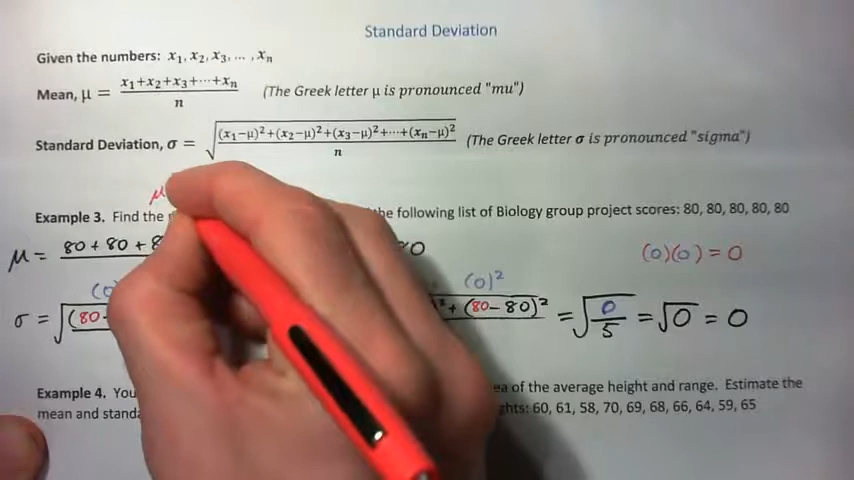 Standard Deviation
Given the numbers: x₁, x₂, x₃, ⋯, xₙ
Mean, μ = x₁+x₂+x₃+⋯+xₙ / n (The Greek letter μ is pronounced "mu")
Standard Deviation, σ = √((x₁−μ)²+(x₂−μ)²+(x₃−μ)²+⋯+(xₙ−μ)² / n) (The Greek letter σ is pronounced "sigma")
μ
Example 3. Find the the following list of Biology group project scores: 80, 80, 80, 80, 80
μ = 80 + 80 + 8 0 (0)(0) = 0
(0 (0)²
σ = √(80- ² + (80 - 80)² = √(0/5) = √0 = 0
Example 4. You ea of the average height and range. Estimate the
mean and stand ghts: 60, 61, 58, 70, 69, 68, 66, 64, 59, 65